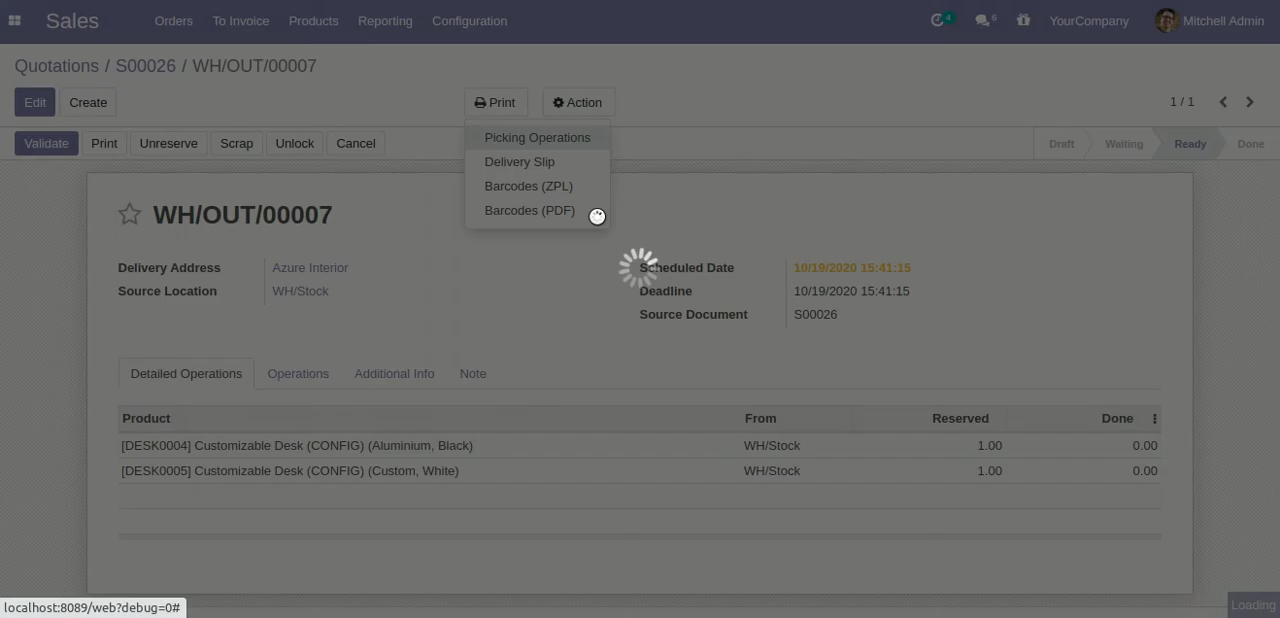 Sales Orders To Invoice Products Reporting Configuration 4 6 YourCompany Mitchell Admin
Quotations / S00026 / WH/OUT/00007
Edit Create Print Action 1 / 1
Validate Print Unreserve Scrap Unlock Cancel Draft Waiting Ready Done
Picking Operations
Delivery Slip
Barcodes (ZPL)
Barcodes (PDF)
WH/OUT/00007
Delivery Address Azure Interior
Source Location WH/Stock
Scheduled Date 10/19/2020 15:41:15
Deadline 10/19/2020 15:41:15
Source Document S00026
Detailed Operations Operations Additional Info Note
Product From Reserved Done
[DESK0004] Customizable Desk (CONFIG) (Aluminium, Black) WH/Stock 1.00 0.00
[DESK0005] Customizable Desk (CONFIG) (Custom, White) WH/Stock 1.00 0.00
localhost:8089/web?debug=0# Loading